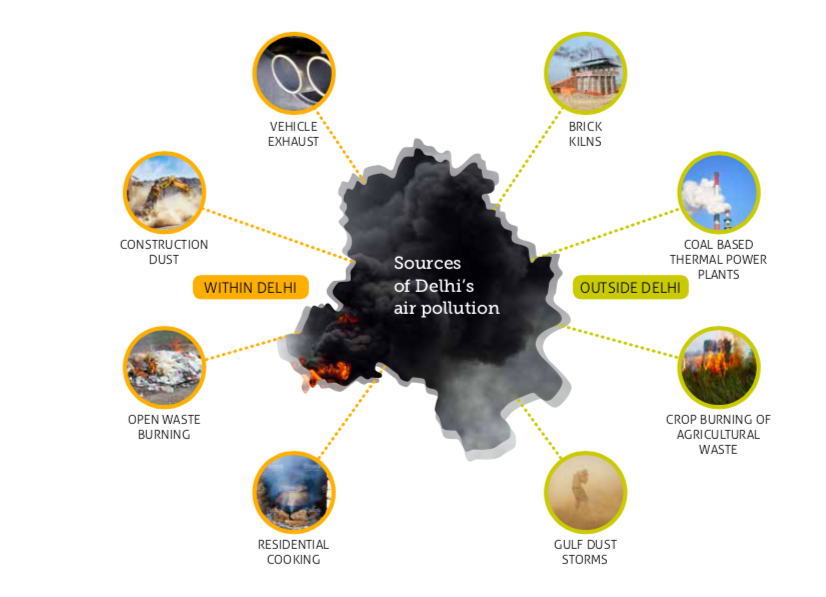 VEHICLE
EXHAUST
BRICK
KILNS
CONSTRUCTION
DUST
COAL BASED
THERMAL POWER
PLANTS
Sources
of Delhi's
air pollution
WITHIN DELHI
OUTSIDE DELHI
OPEN WASTE
BURNING
CROP BURNING OF
AGRICULTURAL
WASTE
RESIDENTIAL
COOKING
GULF DUST
STORMS